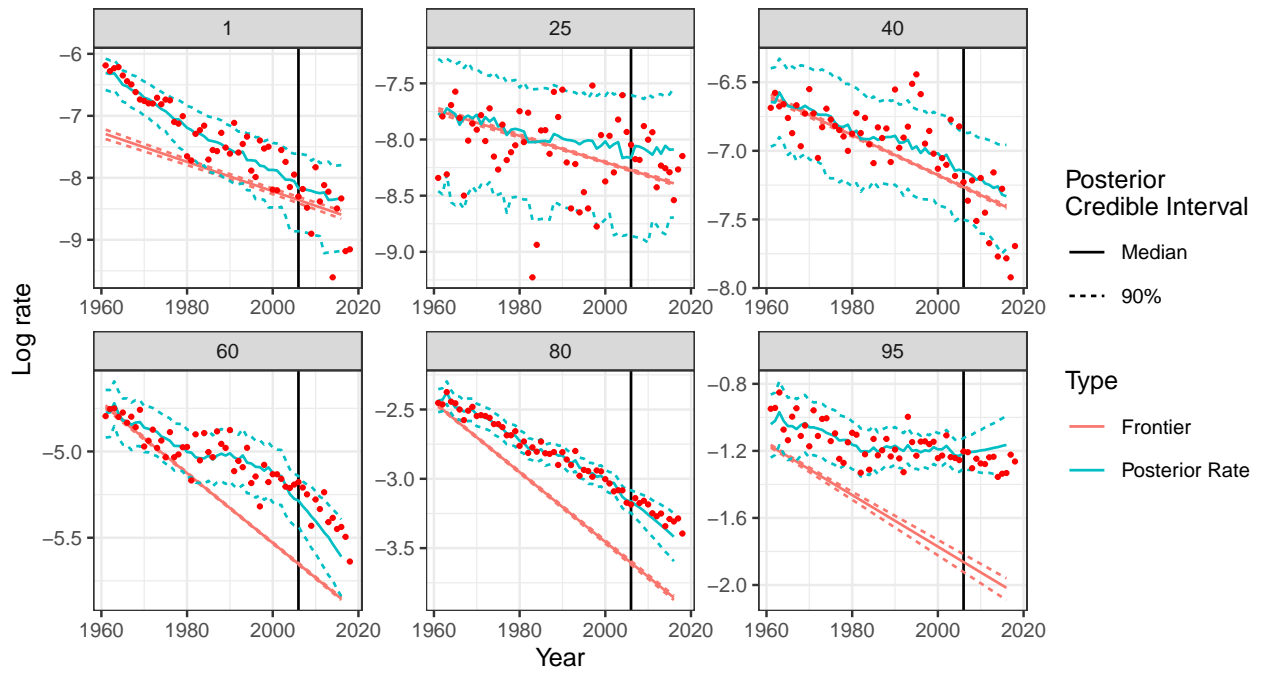 1
25
40
−6
−7
−8
−9
1960 1980 2000 2020
−7.5
−8.0
−8.5
−9.0
1960 1980 2000 2020
−6.5
−7.0
−7.5
−8.0
1960 1980 2000 2020
60
80
95
−5.0
−5.5
1960 1980 2000 2020
−2.5
−3.0
−3.5
1960 1980 2000 2020
−0.8
−1.2
−1.6
−2.0
1960 1980 2000 2020
Log rate
Year
Posterior
Credible Interval
Median
90%
Type
Frontier
Posterior Rate